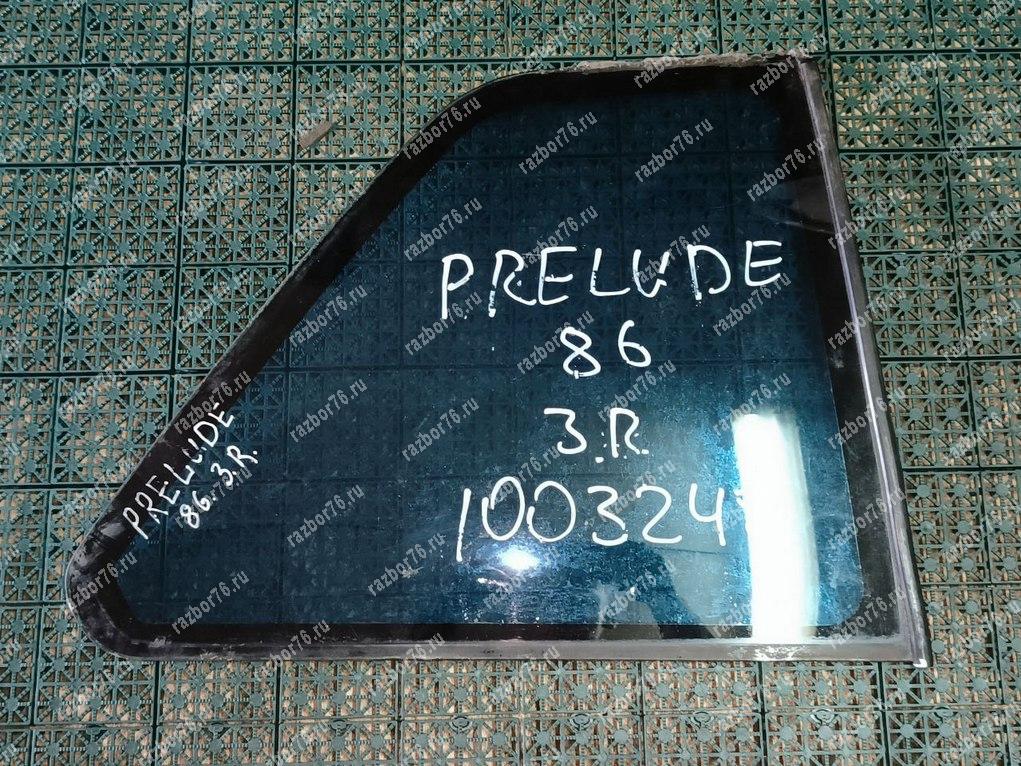 PRELUDE
86
3.R
100324
PRELUDE
86 3.R.
razbor76.ru